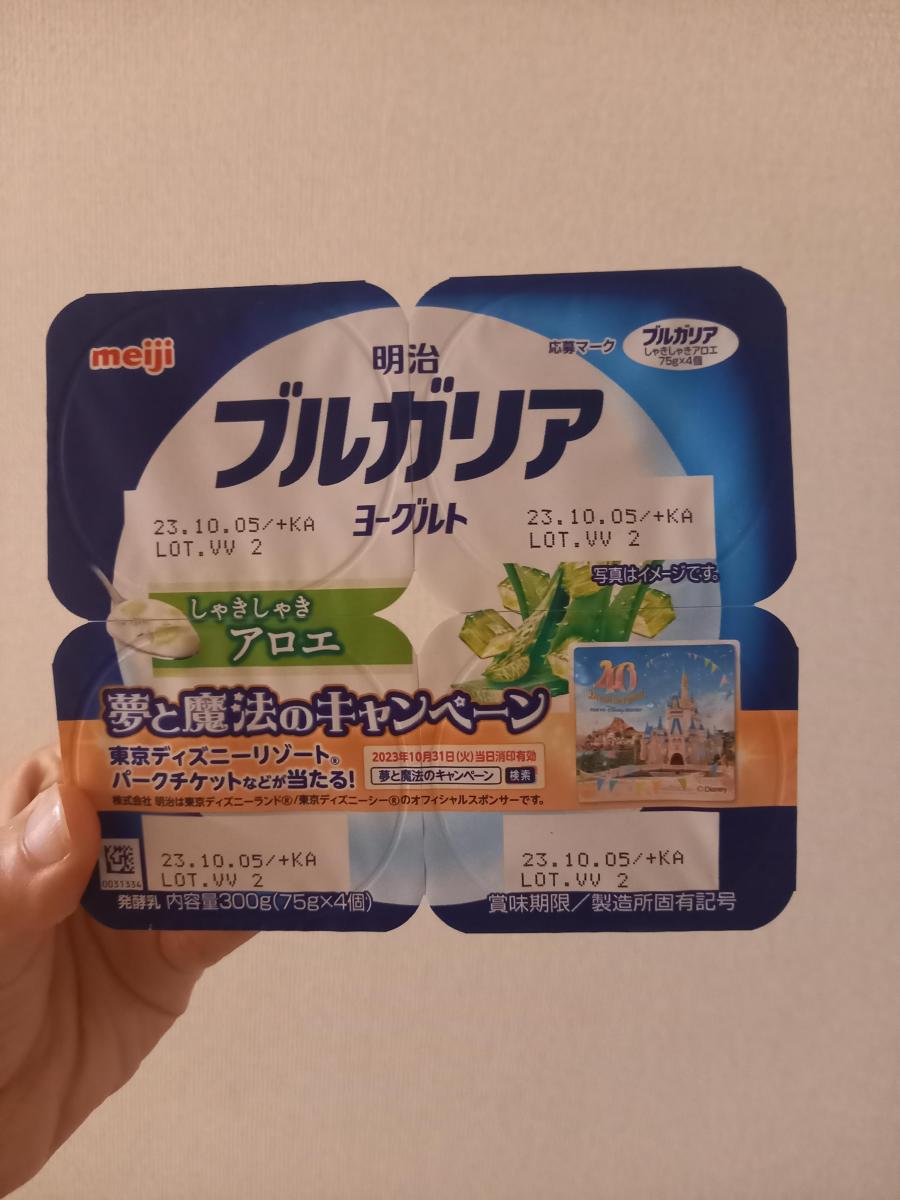 meiji
明治
応募マーク
ブルガリア
しゃきしゃきアロエ
75g×4個
ブルガリア
ヨーグルト
23.10.05/+KA
LOT.VV 2
23.10.05/+KA
LOT.VV 2
写真はイメージです。
しゃきしゃき
アロエ
夢と魔法のキャンペーン
東京ディズニーリゾート®
パークチケットなどが当たる!
2023年10月31日(火)当日消印有効
夢と魔法のキャンペーン 検索
株式会社 明治は東京ディズニーランド®/東京ディズニーシー®のオフィシャルスポンサーです。
40
TOKYO Disney RESORT
©Disney
0031334
23.10.05/+KA
LOT.VV 2
23.10.05/+KA
LOT.VV 2
発酵乳 内容量300g(75g×4個)
賞味期限/製造所固有記号